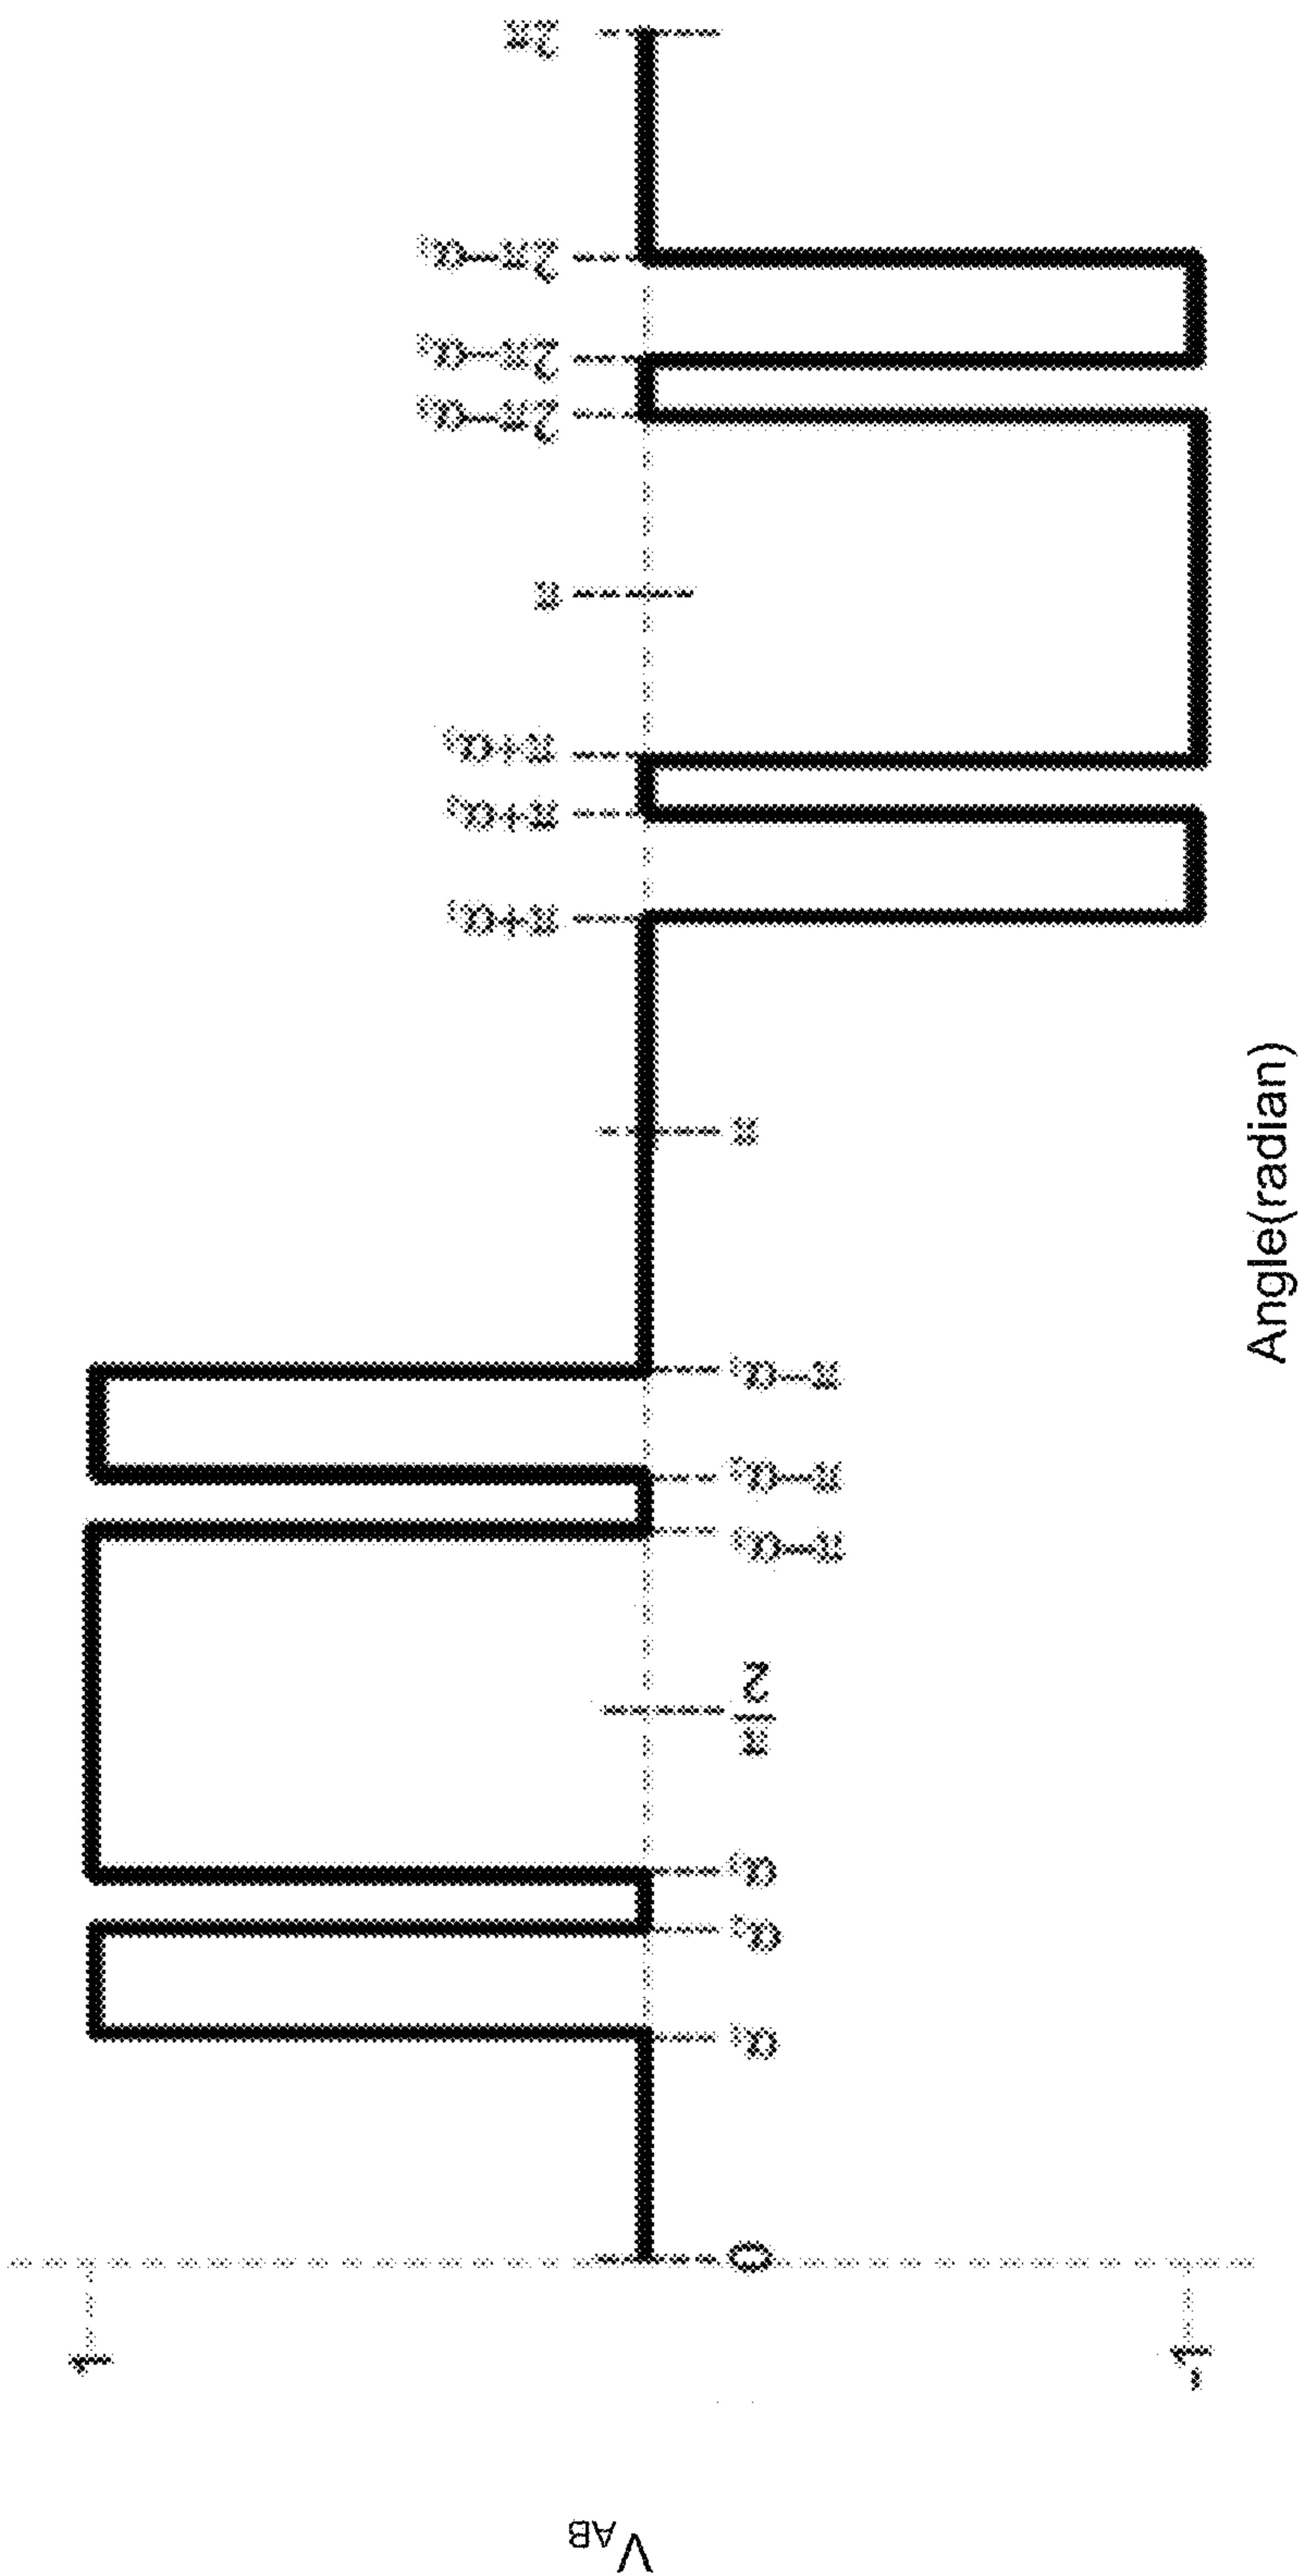 V_AB
1
-1
0
α₁
α₂
α₃
π/2
π−α₃
π−α₂
π−α₁
π
π+α₁
π+α₂
π+α₃
π
2π−α₃
2π−α₂
2π−α₁
2π
Angle(radian)